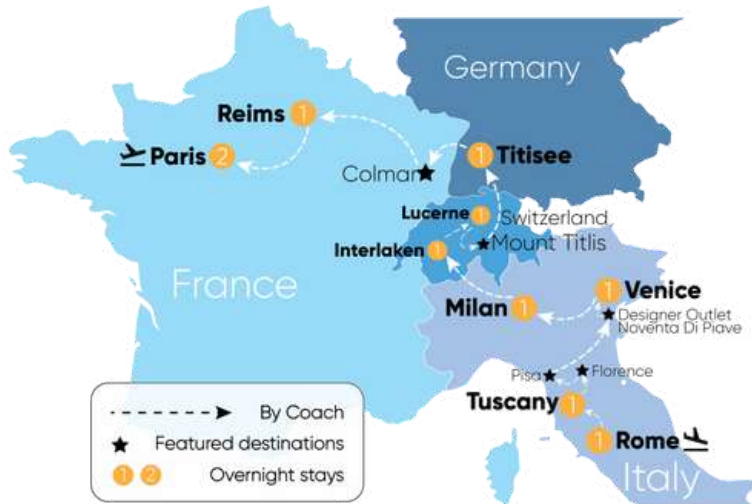 Germany
Reims 1
Paris 2
Colmar
1 Titisee
Lucerne 1
Switzerland
Interlaken 1
Mount Titlis
France
Milan 1
1 Venice
Designer Outlet
Noventa Di Piave
Pisa
Florence
Tuscany 1
1 Rome
Italy
By Coach
Featured destinations
1 2 Overnight stays